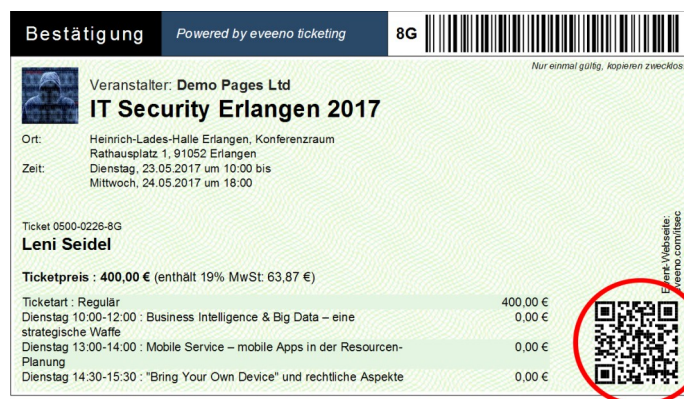 Bestätigung
Powered by eveeno ticketing
8G
Nur einmal gültig, kopieren zwecklos
Veranstalter: Demo Pages Ltd
IT Security Erlangen 2017
Ort: Heinrich-Lades-Halle Erlangen, Konferenzraum
Rathausplatz 1, 91052 Erlangen
Zeit: Dienstag, 23.05.2017 um 10:00 bis
Mittwoch, 24.05.2017 um 18:00
Ticket 0500-0226-8G
Leni Seidel
Ticketpreis : 400,00 € (enthält 19% MwSt: 63,87 €)
Ticketart : Regulär 400,00 €
Dienstag 10:00-12:00 : Business Intelligence & Big Data – eine 0,00 €
strategische Waffe
Dienstag 13:00-14:00 : Mobile Service – mobile Apps in der Resourcen- 0,00 €
Planung
Dienstag 14:30-15:30 : "Bring Your Own Device" und rechtliche Aspekte 0,00 €
Event-Webseite:
eveeno.com/itsec